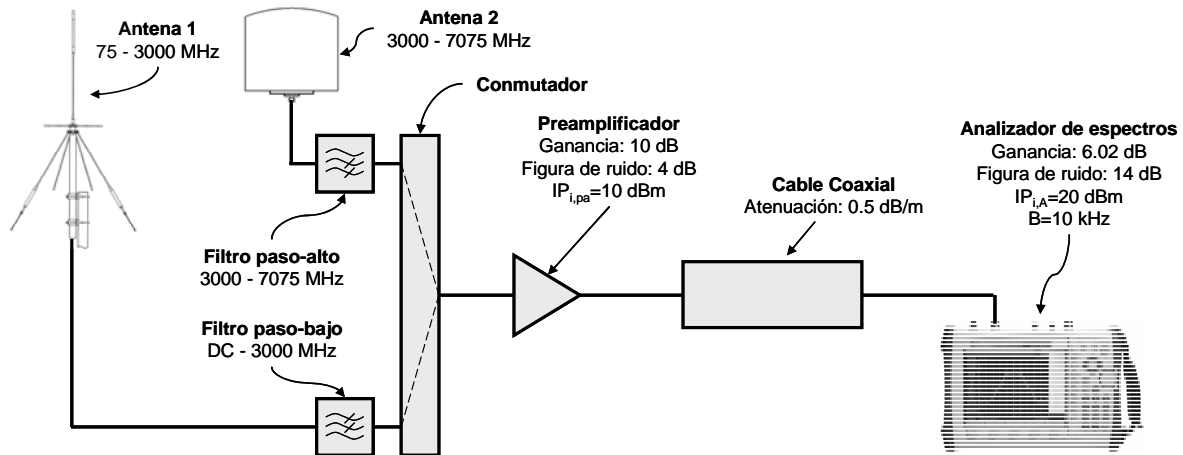 Antena 1
75 - 3000 MHz
Antena 2
3000 - 7075 MHz
Conmutador
Preamplificador
Ganancia: 10 dB
Figura de ruido: 4 dB
IPi,pa=10 dBm
Cable Coaxial
Atenuación: 0.5 dB/m
Analizador de espectros
Ganancia: 6.02 dB
Figura de ruido: 14 dB
IPi,A=20 dBm
B=10 kHz
Filtro paso-alto
3000 - 7075 MHz
Filtro paso-bajo
DC - 3000 MHz